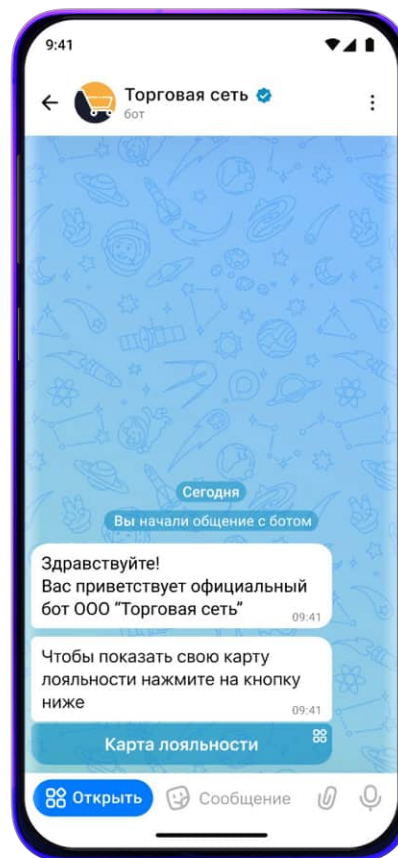 9:41
Торговая сеть
бот
Сегодня
Вы начали общение с ботом
Здравствуйте!
Вас приветствует официальный
бот ООО "Торговая сеть"
09:41
Чтобы показать свою карту
лояльности нажмите на кнопку
ниже
09:41
Карта лояльности
Открыть
Сообщение